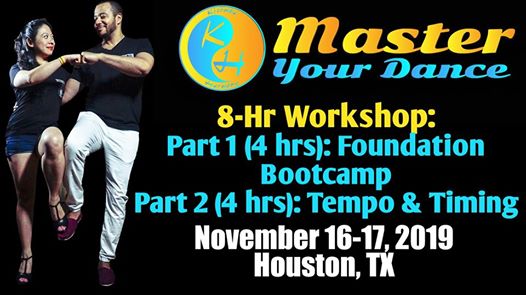 K
H
Master
Your Dance
8-Hr Workshop:
Part 1 (4 hrs): Foundation
Bootcamp
Part 2 (4 hrs): Tempo & Timing
November 16-17, 2019
Houston, TX